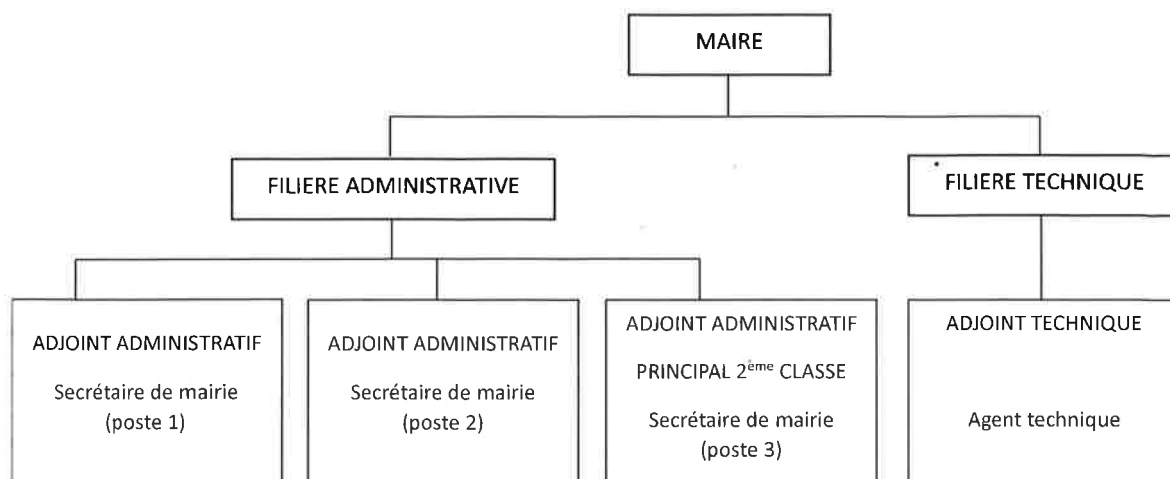 MAIRE
FILIERE ADMINISTRATIVE
FILIERE TECHNIQUE
ADJOINT ADMINISTRATIF
Secrétaire de mairie
(poste 1)
ADJOINT ADMINISTRATIF
Secrétaire de mairie
(poste 2)
ADJOINT ADMINISTRATIF
PRINCIPAL 2ème CLASSE
Secrétaire de mairie
(poste 3)
ADJOINT TECHNIQUE
Agent technique